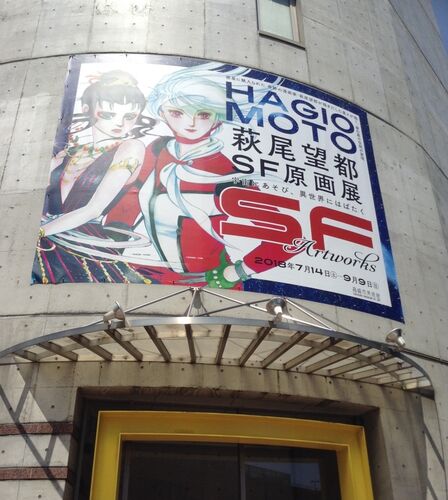 HAGIO
MOTO
萩尾望都
SF原画展
宇宙にあそび、異世界にはばたく
SF
Artworks
2018年7月14日㊏→9月9日㊐